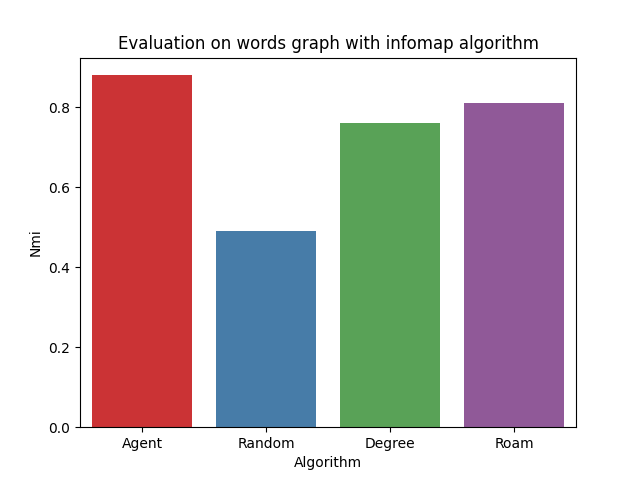 Evaluation on words graph with infomap algorithm
Nmi
0.8
0.6
0.4
0.2
0.0
Agent Random Degree Roam
Algorithm